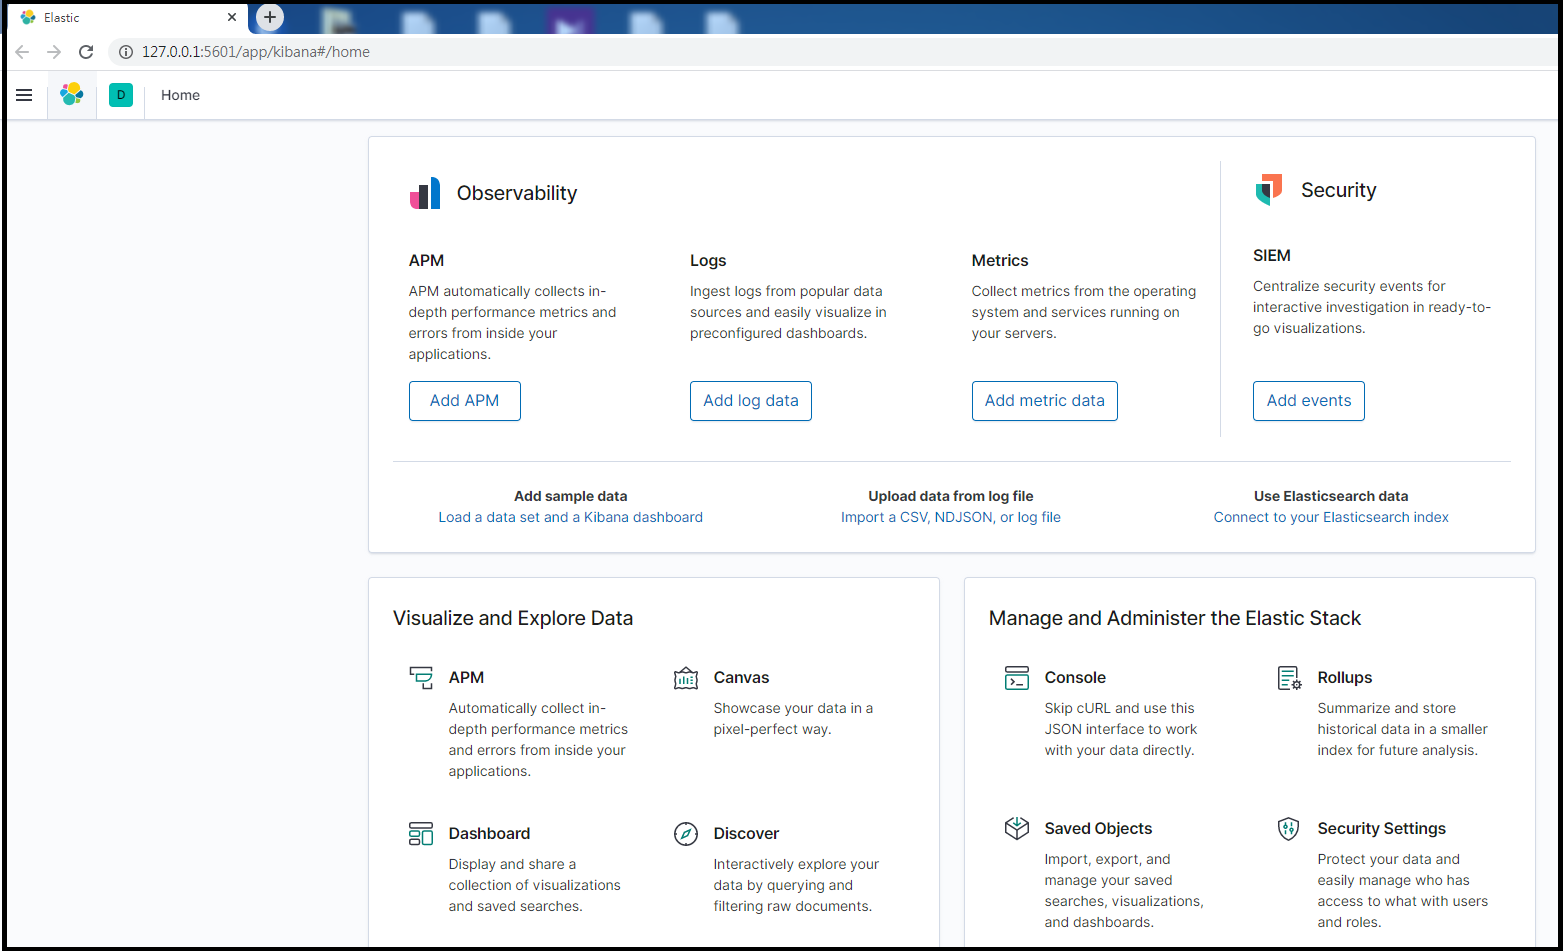 Elastic
127.0.0.1:5601/app/kibana#/home
D
Home
Observability
APM
APM automatically collects in-
depth performance metrics and
errors from inside your
applications.
Add APM
Logs
Ingest logs from popular data
sources and easily visualize in
preconfigured dashboards.
Add log data
Metrics
Collect metrics from the operating
system and services running on
your servers.
Add metric data
Security
SIEM
Centralize security events for
interactive investigation in ready-to-
go visualizations.
Add events
Add sample data
Load a data set and a Kibana dashboard
Upload data from log file
Import a CSV, NDJSON, or log file
Use Elasticsearch data
Connect to your Elasticsearch index
Visualize and Explore Data
APM
Automatically collect in-
depth performance metrics
and errors from inside your
applications.
Canvas
Showcase your data in a
pixel-perfect way.
Dashboard
Display and share a
collection of visualizations
and saved searches.
Discover
Interactively explore your
data by querying and
filtering raw documents.
Manage and Administer the Elastic Stack
Console
Skip cURL and use this
JSON interface to work
with your data directly.
Rollups
Summarize and store
historical data in a smaller
index for future analysis.
Saved Objects
Import, export, and
manage your saved
searches, visualizations,
and dashboards.
Security Settings
Protect your data and
easily manage who has
access to what with users
and roles.